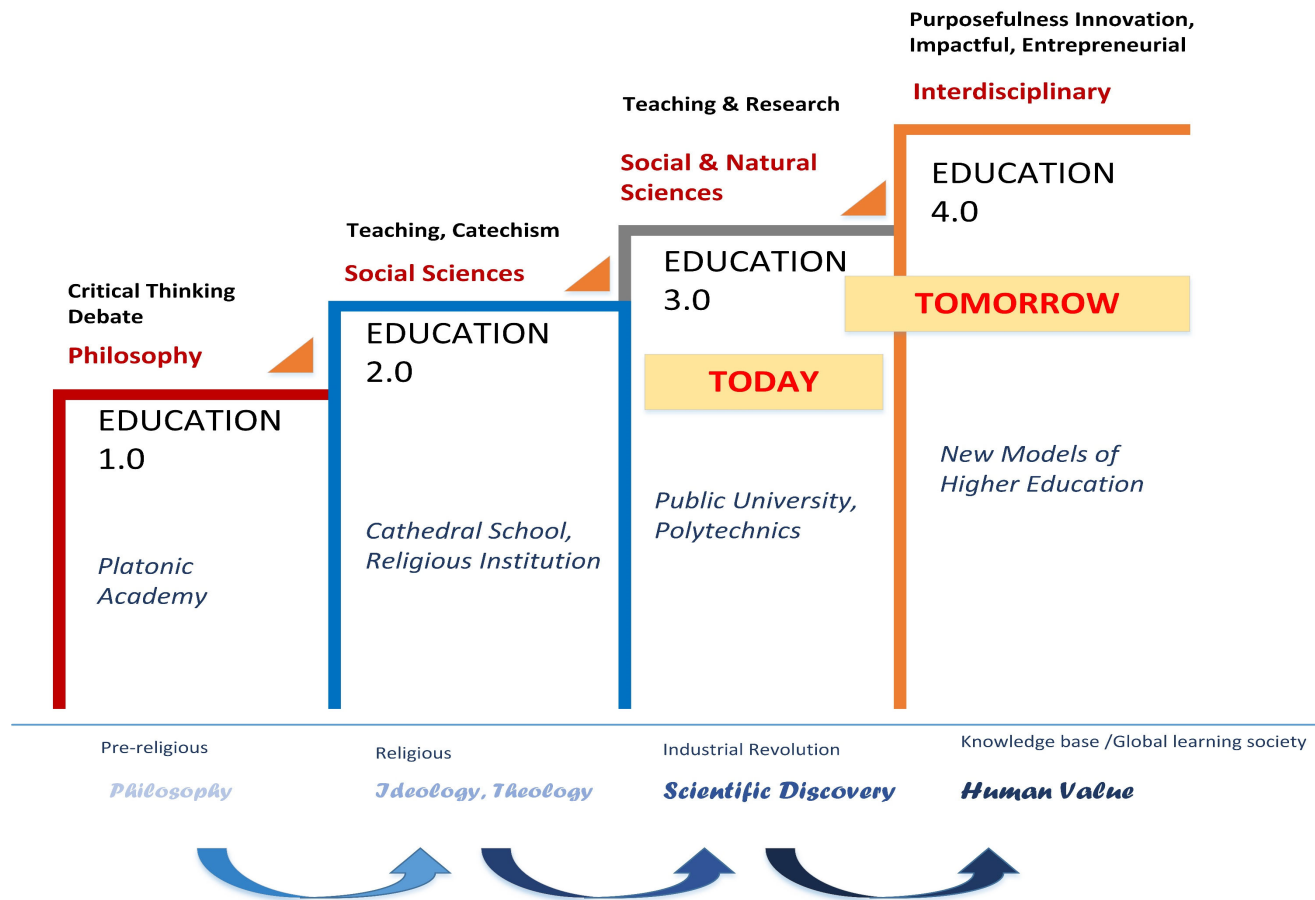 Purposefulness Innovation,
Impactful, Entrepreneurial
Interdisciplinary
Teaching & Research
Social & Natural
Sciences
EDUCATION
4.0
Teaching, Catechism
Social Sciences
EDUCATION
3.0
TOMORROW
Critical Thinking
Debate
Philosophy
EDUCATION
2.0
TODAY
EDUCATION
1.0
New Models of
Higher Education
Public University,
Polytechnics
Cathedral School,
Religious Institution
Platonic
Academy
Pre-religious
Religious
Industrial Revolution
Knowledge base /Global learning society
Philosophy
Ideology, Theology
Scientific Discovery
Human Value